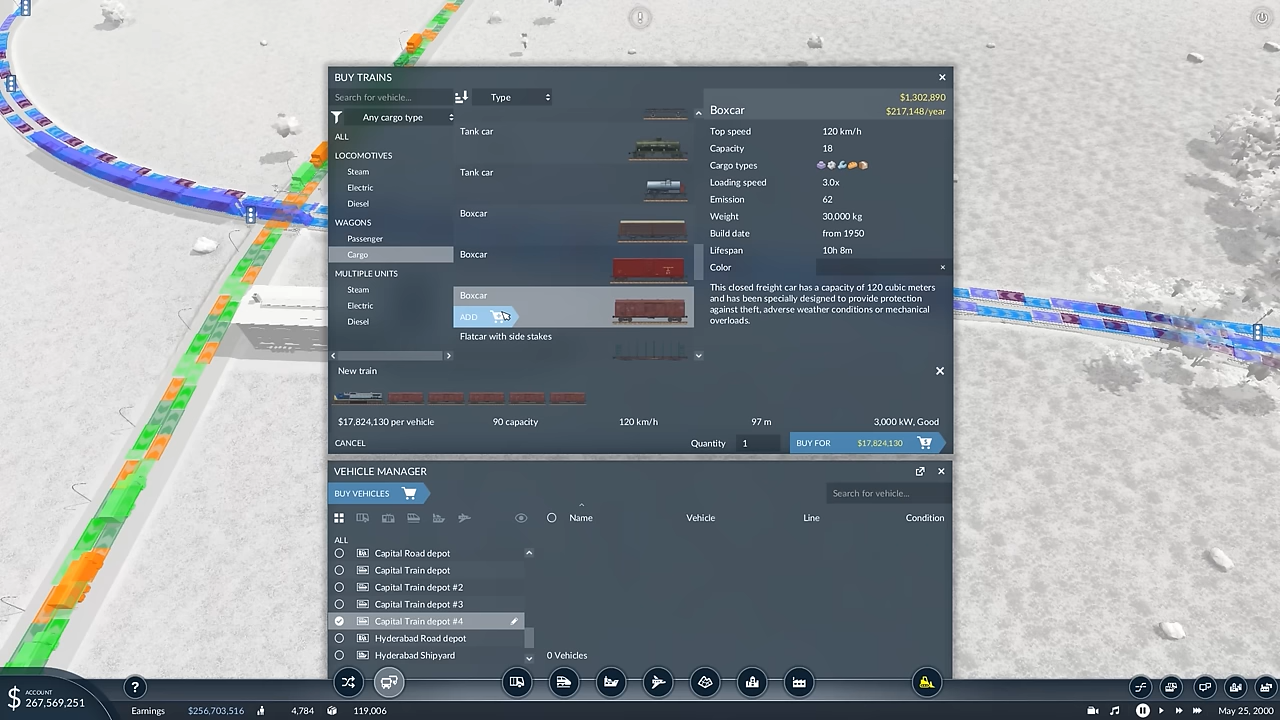 BUY TRAINS
Search for vehicle...
Type
Any cargo type
ALL
LOCOMOTIVES
Steam
Electric
Diesel
WAGONS
Passenger
Cargo
MULTIPLE UNITS
Steam
Electric
Diesel
Tank car
Tank car
Boxcar
Boxcar
Boxcar
ADD
Flatcar with side stakes
$1,302,890
Boxcar
$217,148/year
Top speed 120 km/h
Capacity 18
Cargo types
Loading speed 3.0x
Emission 62
Weight 30,000 kg
Build date from 1950
Lifespan 10h 8m
Color
This closed freight car has a capacity of 120 cubic meters
and has been specially designed to provide protection
against theft, adverse weather conditions or mechanical
overloads.
New train
$17,824,130 per vehicle 90 capacity 120 km/h 97 m 3,000 kW, Good
CANCEL Quantity 1 BUY FOR $17,824,130
VEHICLE MANAGER
BUY VEHICLES Search for vehicle...
Name Vehicle Line Condition
ALL
Capital Road depot
Capital Train depot
Capital Train depot #2
Capital Train depot #3
Capital Train depot #4
Hyderabad Road depot
Hyderabad Shipyard
0 Vehicles
$ ACCOUNT
267,569,251
?
Earnings $256,703,516 4,784 119,006 May 25, 2000